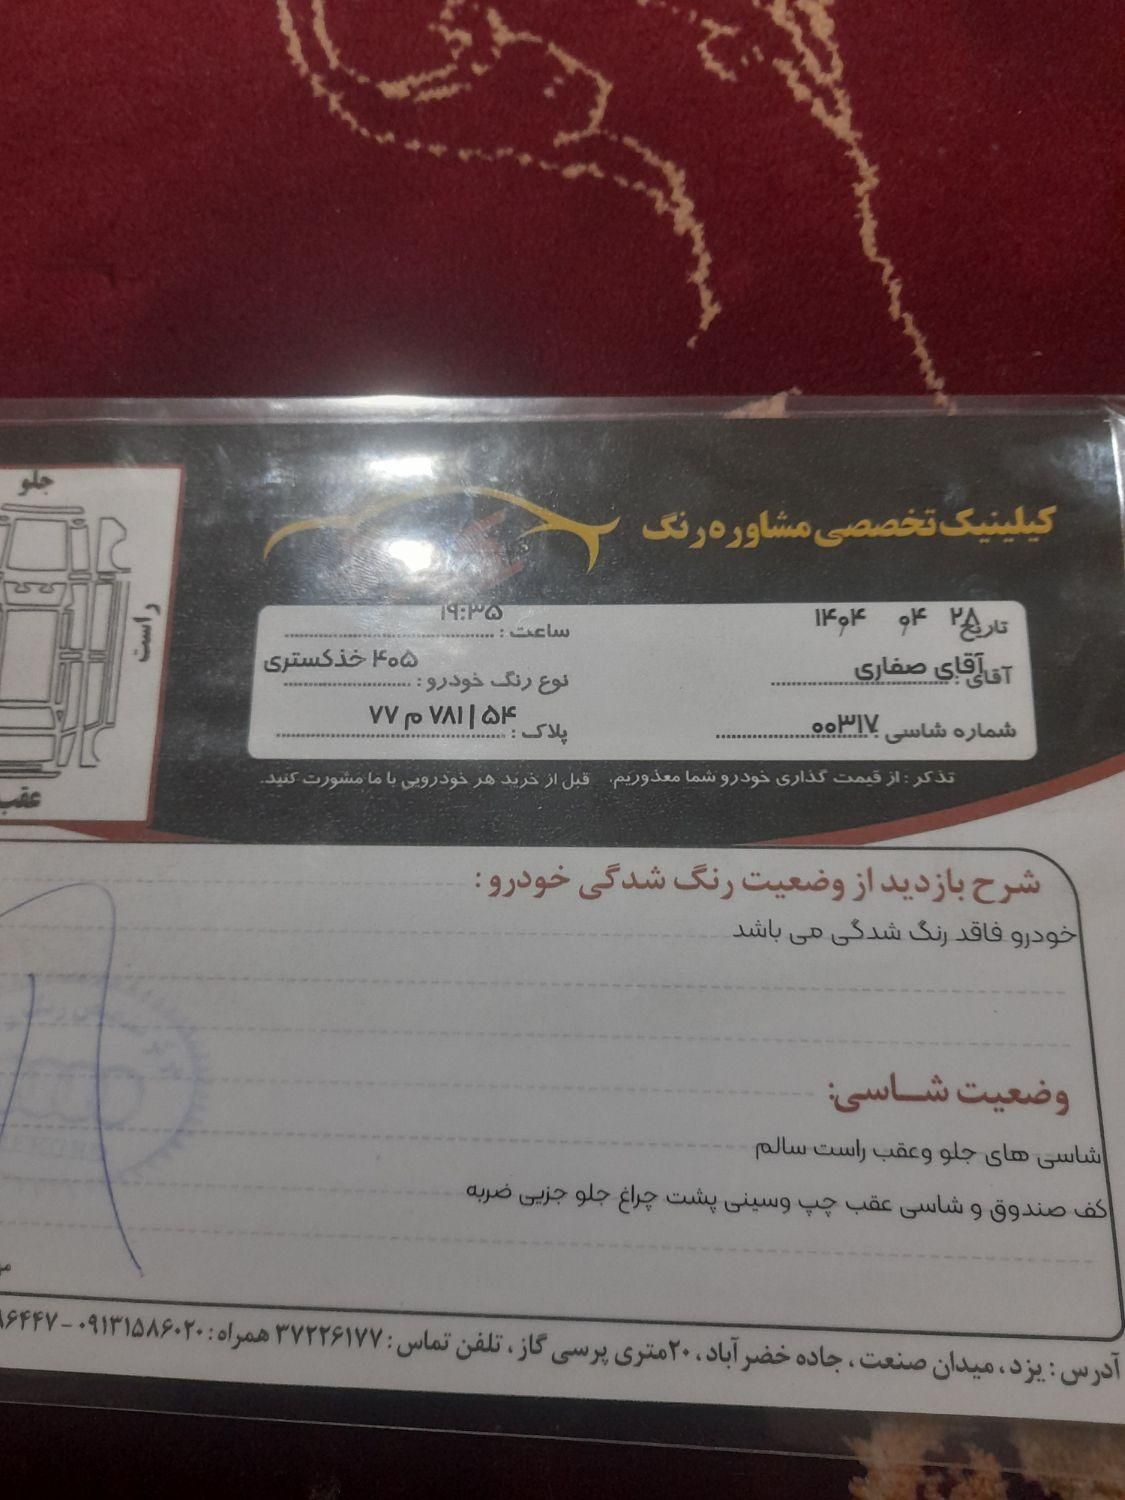 کیلینیک تخصصی مشاوره رنگ
تاریخ ۲۸ ۰۴ ۱۴۰۴
ساعت : ۱۹:۳۵
آقای : آقای صفاری
نوع رنگ خودرو : ۴۰۵ خذکستری
شماره شاسی : ۰۰۳۱۷
پلاک : ۵۴ | ۷۸۱ م ۷۷
تذکر : از قیمت گذاری خودرو شما معذوریم. قبل از خرید هر خودرویی با ما مشورت کنید.
جلو
راست
عقب
شرح بازدید از وضعیت رنگ شدگی خودرو :
خودرو فاقد رنگ شدگی می باشد
وضعیت شاسی:
شاسی های جلو وعقب راست سالم
کف صندوق و شاسی عقب چپ وسینی پشت چراغ جلو جزیی ضربه
آدرس : یزد ، میدان صنعت ، جاده خضر آباد ، ۲۰متری پرسی گاز ، تلفن تماس : ۳۷۲۲۶۱۷۷ همراه : ۰۹۱۳۱۵۸۶۰۲۰ -